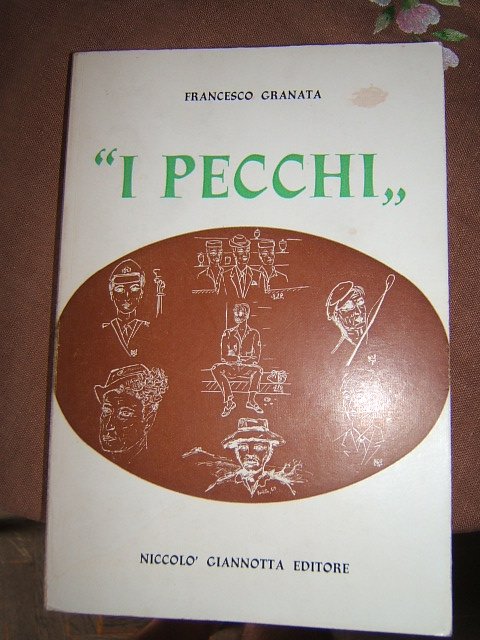 FRANCESCO GRANATA
“I PECCHI„
NICCOLO' GIANNOTTA EDITORE